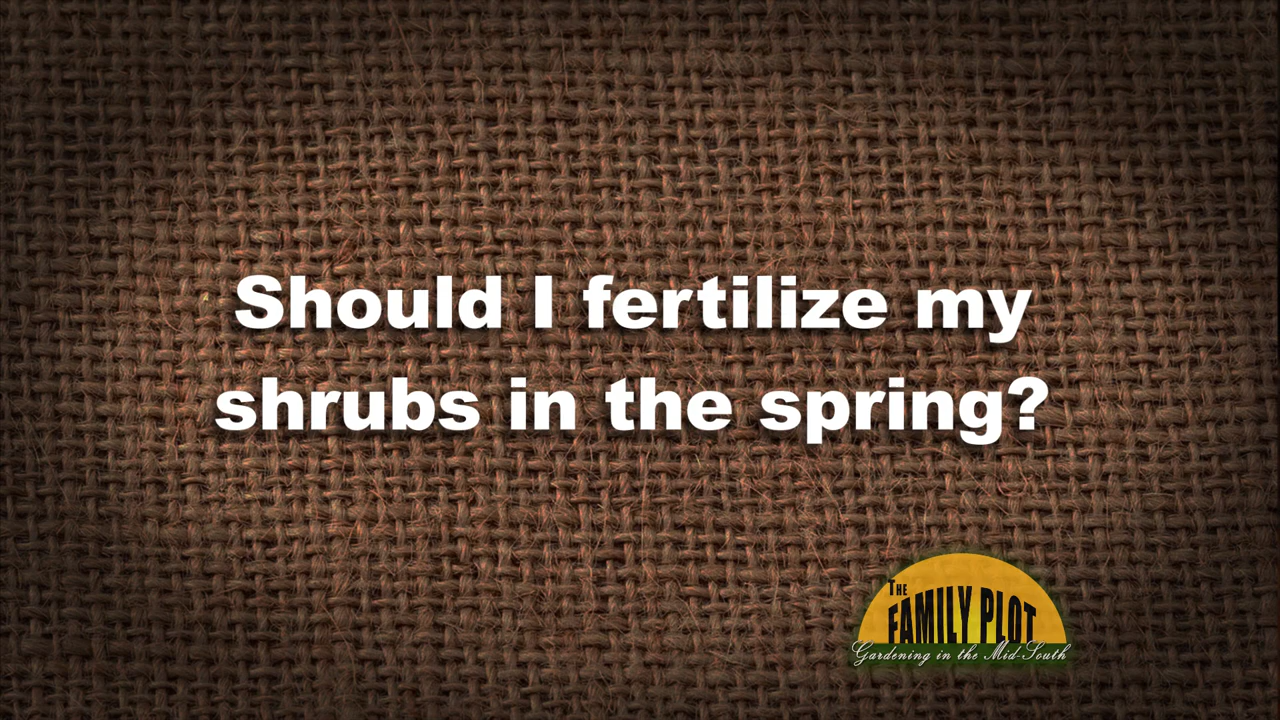 Should I fertilize my
shrubs in the spring?
THE
FAMILY PLOT
Gardening in the Mid-South